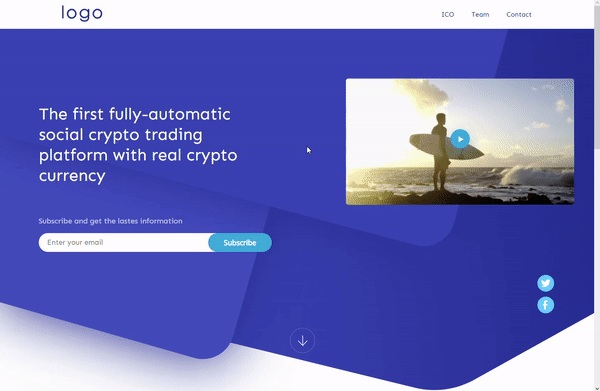 logo
ICO Team Contact
The first fully-automatic
social crypto trading
platform with real crypto
currency
Subscribe and get the lastes information
Enter your email Subscribe